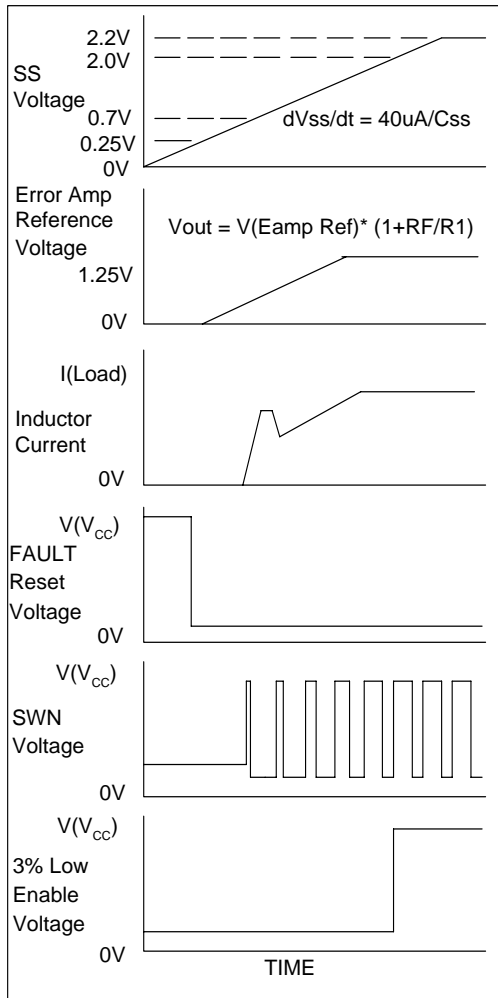 2.2V
SS
Voltage
2.0V
0.7V
dVss/dt = 40uA/Css
0.25V
0V
Error Amp
Reference
Voltage
Vout = V(Eamp Ref)* (1+RF/R1)
1.25V
0V
I(Load)
Inductor
Current
0V
V(VCC)
FAULT
Reset
Voltage
0V
V(VCC)
SWN
Voltage
0V
V(VCC)
3% Low
Enable
Voltage
0V
TIME